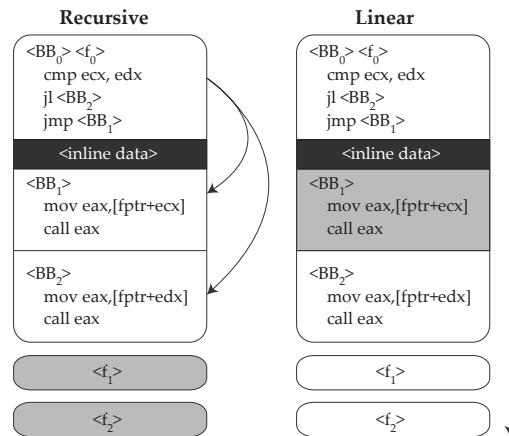 Recursive
<BB₀> <f₀>
cmp ecx, edx
jl <BB₂>
jmp <BB₁>
<inline data>
<BB₁>
mov eax,[fptr+ecx]
call eax
<BB₂>
mov eax,[fptr+edx]
call eax
<f₁>
<f₂>
Linear
<BB₀> <f₀>
cmp ecx, edx
jl <BB₂>
jmp <BB₁>
<inline data>
<BB₁>
mov eax,[fptr+ecx]
call eax
<BB₂>
mov eax,[fptr+edx]
call eax
<f₁>
<f₂>